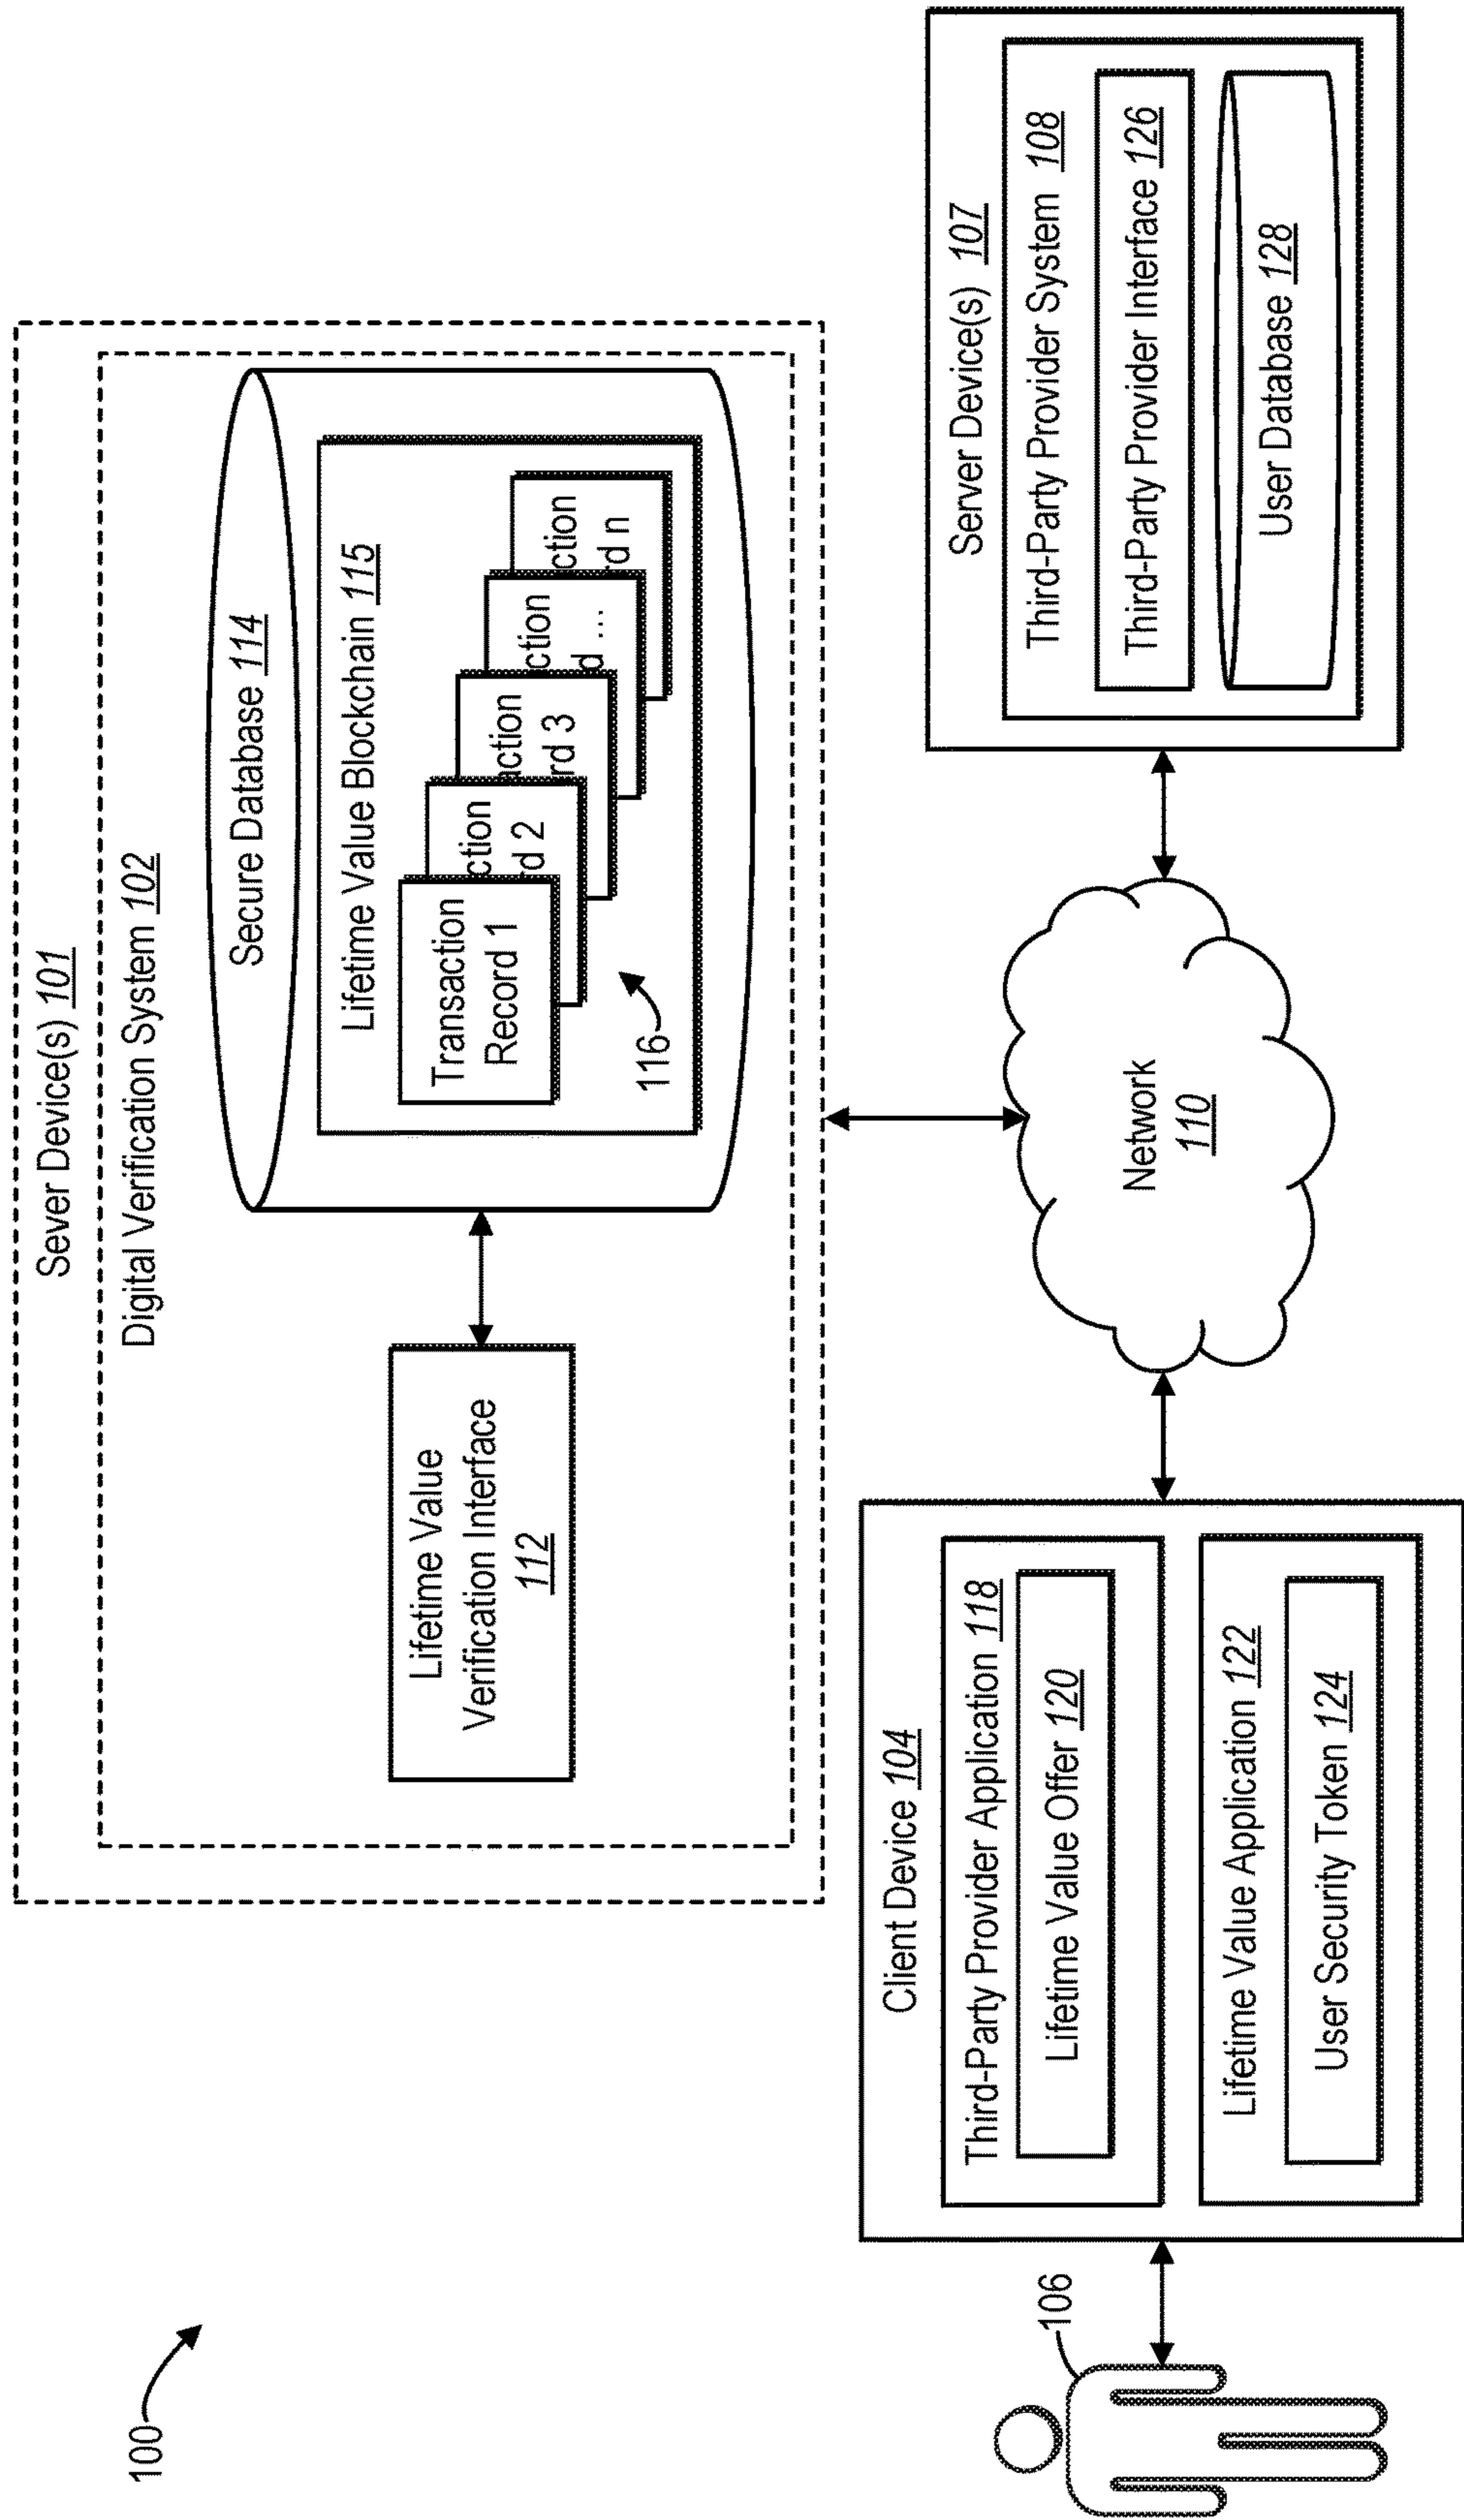 100
Sever Device(s) 101
Digital Verification System 102
Lifetime Value
Verification Interface
112
Secure Database 114
Lifetime Value Blockchain 115
Transaction
Record 1
ction
rd 2
action
rd 3
ction
d ...
ction
rd n
116
106
Client Device 104
Third-Party Provider Application 118
Lifetime Value Offer 120
Lifetime Value Application 122
User Security Token 124
Network
110
Server Device(s) 107
Third-Party Provider System 108
Third-Party Provider Interface 126
User Database 128